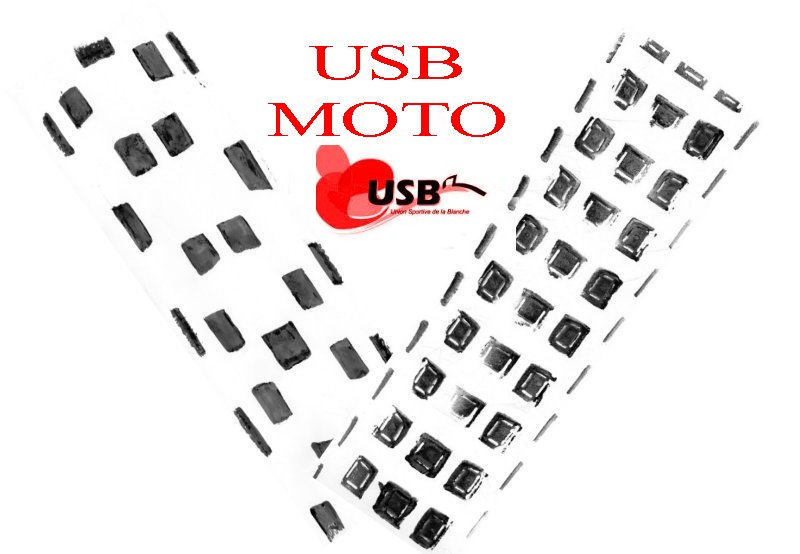 USB
MOTO
USB
Union Sportive de la Blanche